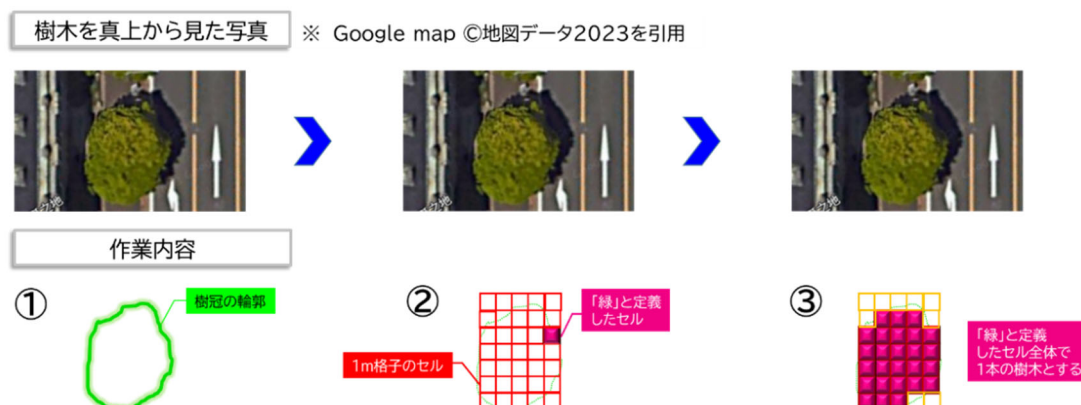 樹木を真上から見た写真
※ Google map ©地図データ2023を引用
作業内容
①
樹冠の輪郭
②
「緑」と定義
したセル
1m格子のセル
③
「緑」と定義
したセル全体で
1本の樹木とする